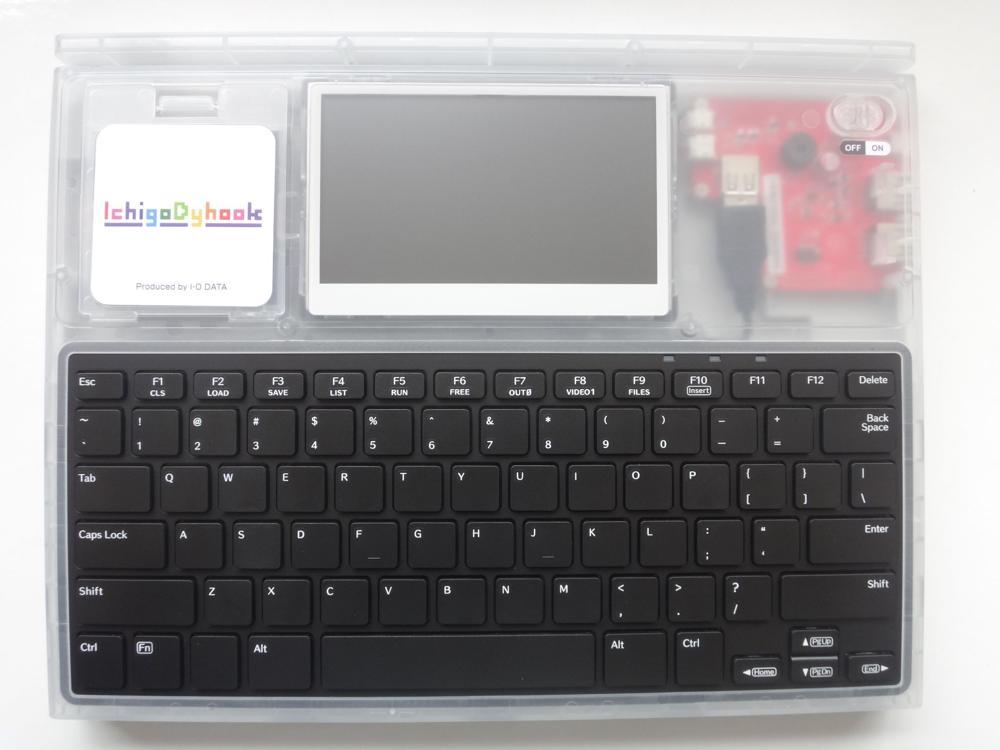 IchigoDyhook
Produced by I-O DATA
OFF ON
Esc F1 F2 F3 F4 F5 F6 F7 F8 F9 F10 F11 F12 Delete
CLS LOAD SAVE LIST RUN FREE OUT0 VIDEO1 FILES Insert
~ ! @ # $ % ^ & * ( ) – + Back Space
` 1 2 3 4 5 6 7 8 9 0 — =
Tab Q W E R T Y U I O P { } |
[ ] \
Caps Lock A S D F G H J K L : “ Enter
; ‘
Shift Z X C V B N M < > ? Shift
, . /
Ctrl Fn Alt Alt Ctrl ▲ PgUp
◀ Home ▼ PgDn End ▶